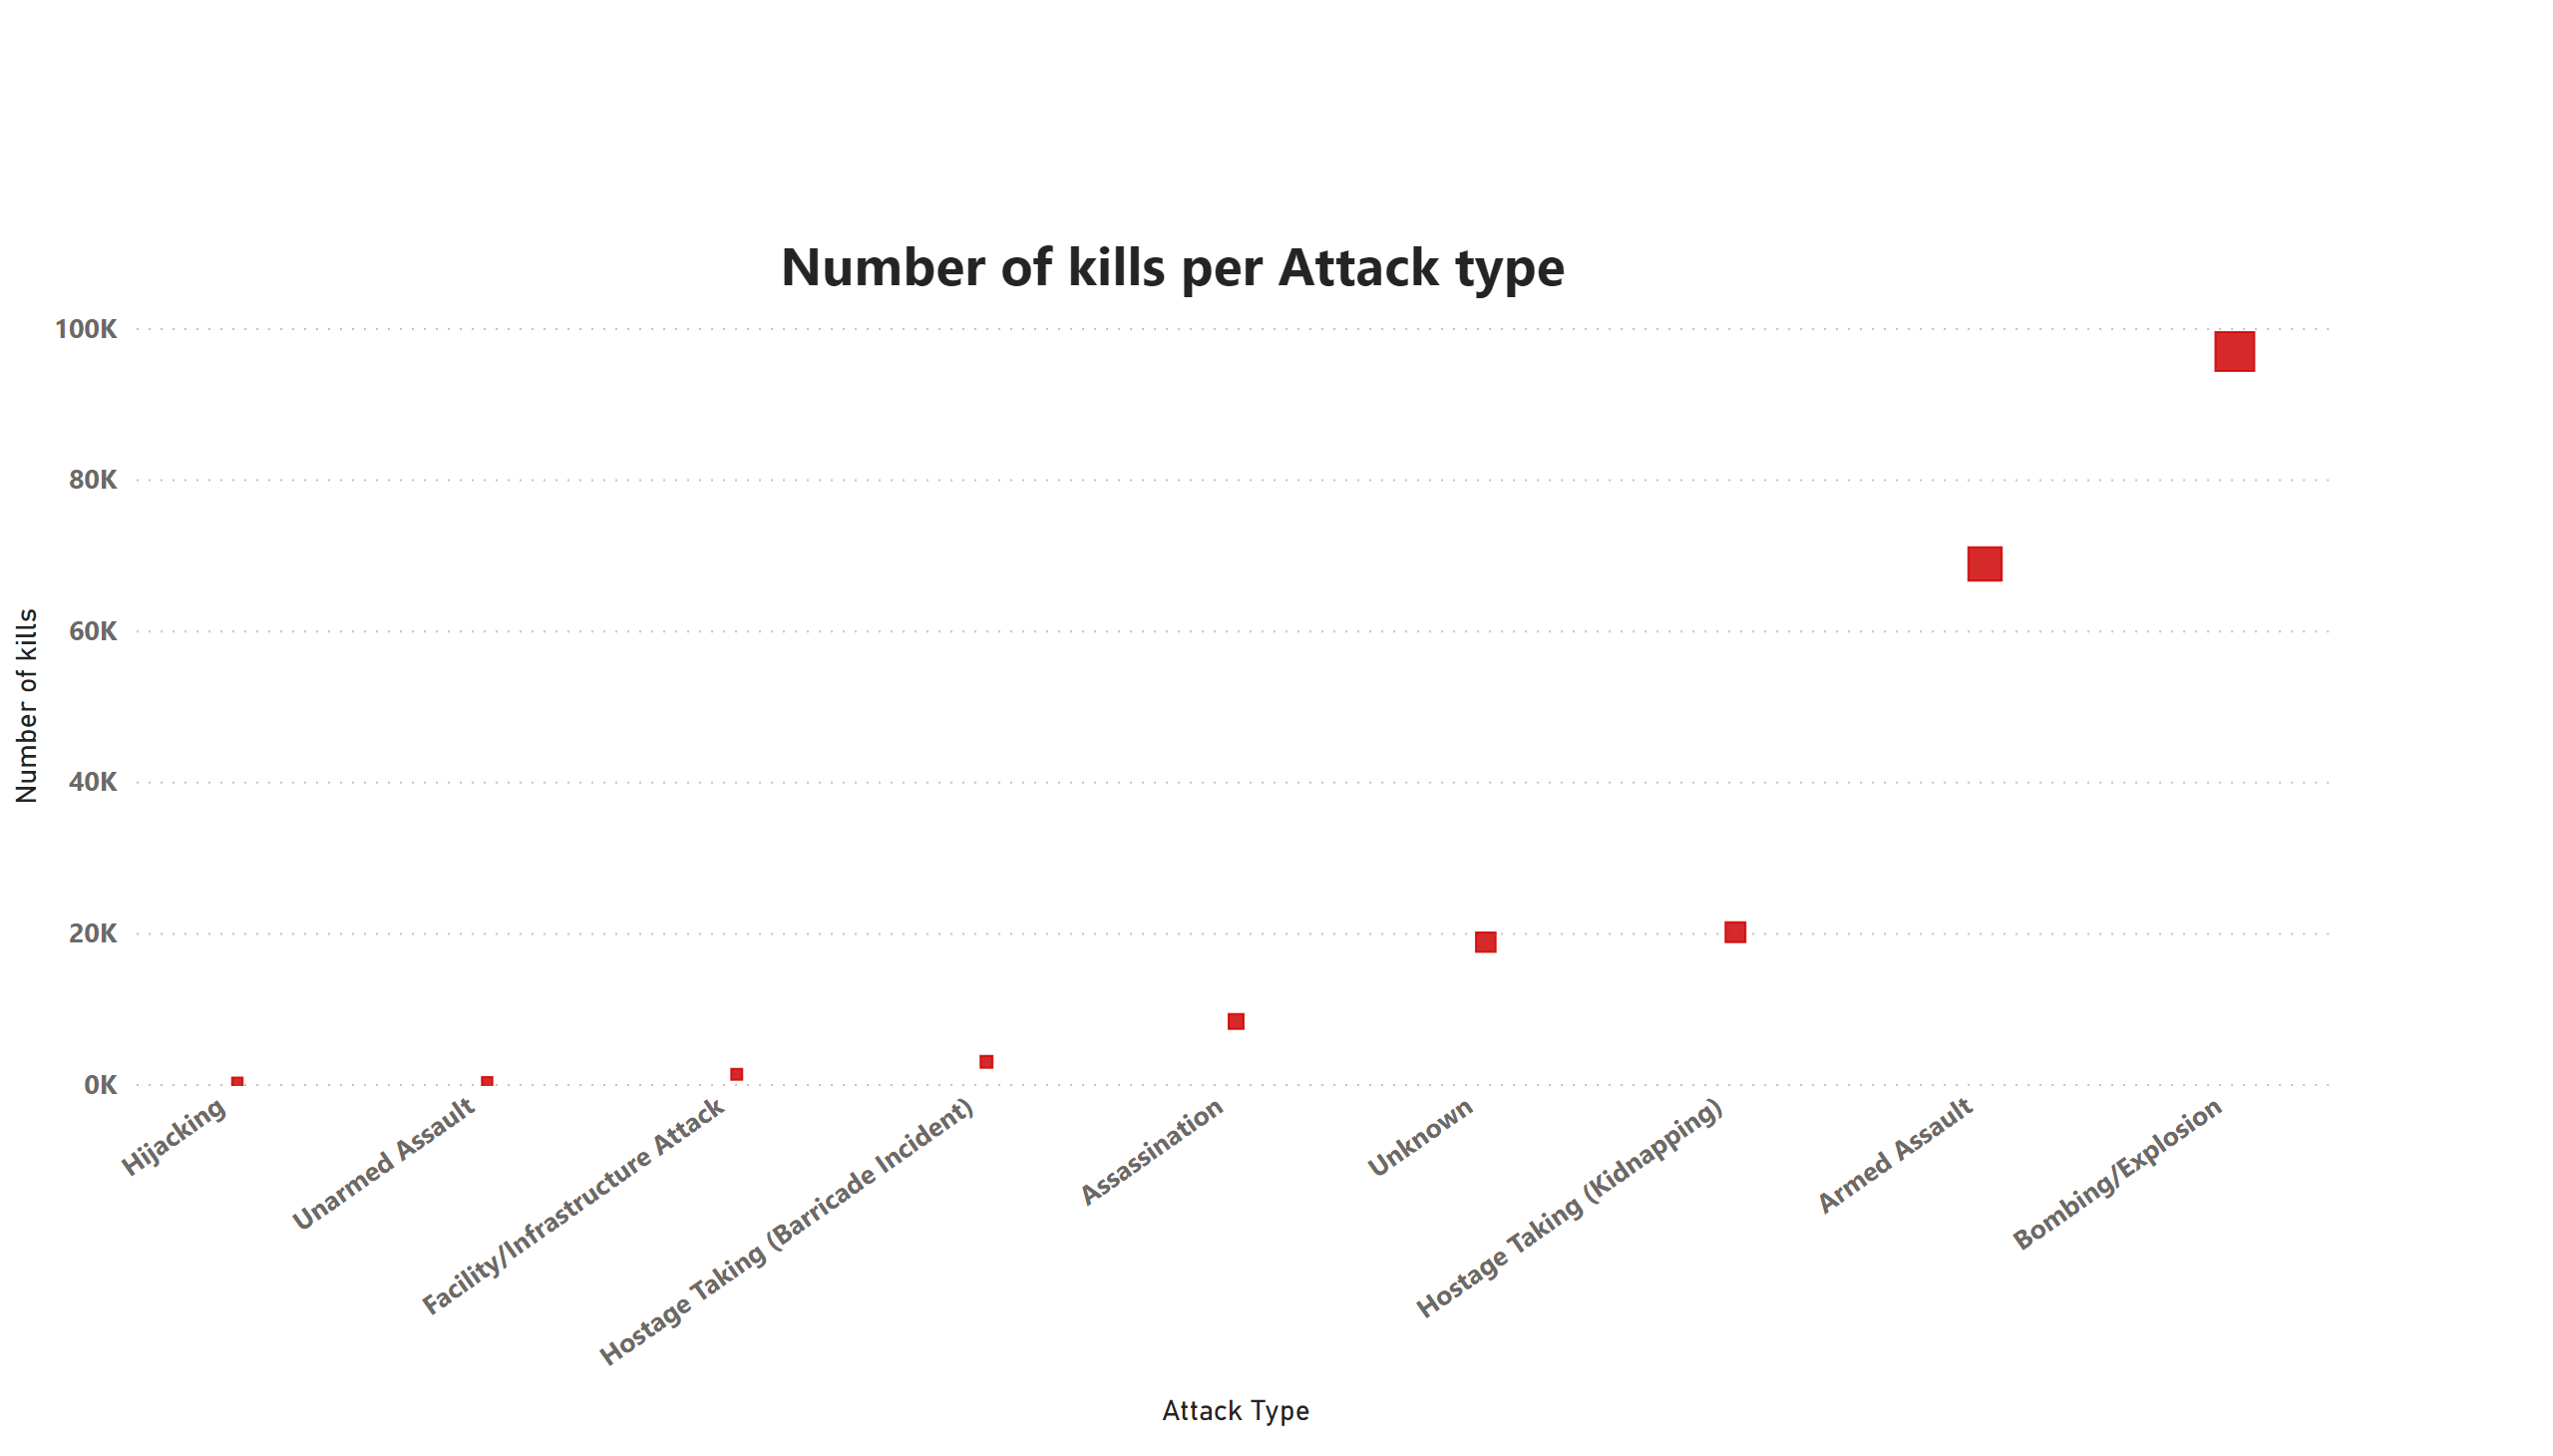 Number of kills per Attack type
100K
80K
60K
40K
20K
0K
Number of kills
Hijacking
Unarmed Assault
Facility/Infrastructure Attack
Hostage Taking (Barricade Incident)
Assassination
Unknown
Hostage Taking (Kidnapping)
Armed Assault
Bombing/Explosion
Attack Type